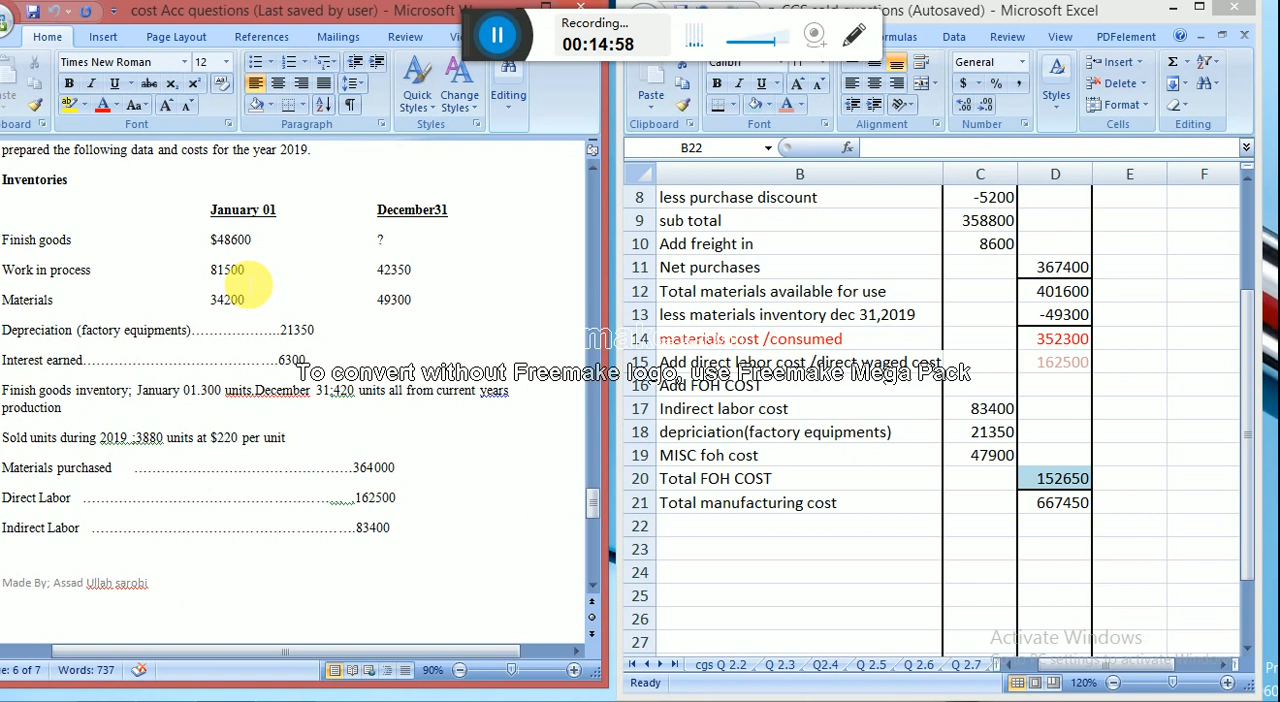 cost Acc questions (Last saved by user) - Microsoft W
Home Insert Page Layout References Mailings Review
Times New Roman 12
Quick Styles
Change Styles
Editing
Font Paragraph Styles
Recording...
00:14:58
CGS sold questions (Autosaved) - Microsoft Excel
Data Review View PDFelement
Paste
General
Styles
Insert
Delete
Format
Clipboard Font Alignment Number Cells Editing
B22
fx
prepared the following data and costs for the year 2019.
Inventories
January 01 December31
Finish goods $48600 ?
Work in process 81500 42350
Materials 34200 49300
Depreciation (factory equipments)......................21350
Interest earned.................................................6300
Finish goods inventory; January 01.300 units.December 31;420 units all from current years
production
Sold units during 2019 ;3880 units at $220 per unit
Materials purchased .......................................................364000
Direct Labor ....................................................................162500
Indirect Labor ..................................................................83400
Made By; Assad Ullah sarobi
Page: 6 of 7 Words: 737 90%
B C D E F
8 less purchase discount -5200
9 sub total 358800
10 Add freight in 8600
11 Net purchases 367400
12 Total materials available for use 401600
13 less materials inventory dec 31,2019 -49300
14 materials cost /consumed 352300
15 Add direct labor cost /direct waged cost 162500
16 Add FOH COST
17 Indirect labor cost 83400
18 depriciation(factory equipments) 21350
19 MISC foh cost 47900
20 Total FOH COST 152650
21 Total manufacturing cost 667450
22
23
24
25
26
27
To convert without Freemake logo, use Freemake Mega Pack
Activate Windows
Go to PC settings to activate Windows
cgs Q 2.2 Q 2.3 Q2.4 Q 2.5 Q 2.6 Q 2.7
Ready 120%